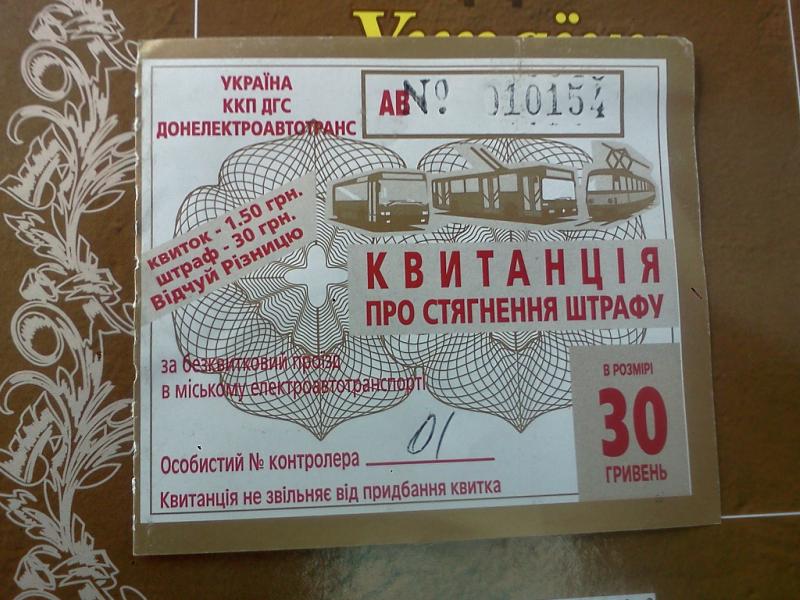 УКРАЇНА
ККП ДГС
ДОНЕЛЕКТРОАВТОТРАНС
АВ № 010154
квиток - 1.50 грн.
штраф - 30 грн.
Відчуй Різницю
КВИТАНЦІЯ
ПРО СТЯГНЕННЯ ШТРАФУ
за безквитковий проїзд
в міському електроавтотранспорті
В РОЗМІРІ
30
ГРИВЕНЬ
Особистий № контролера 01
Квитанція не звільняє від придбання квитка